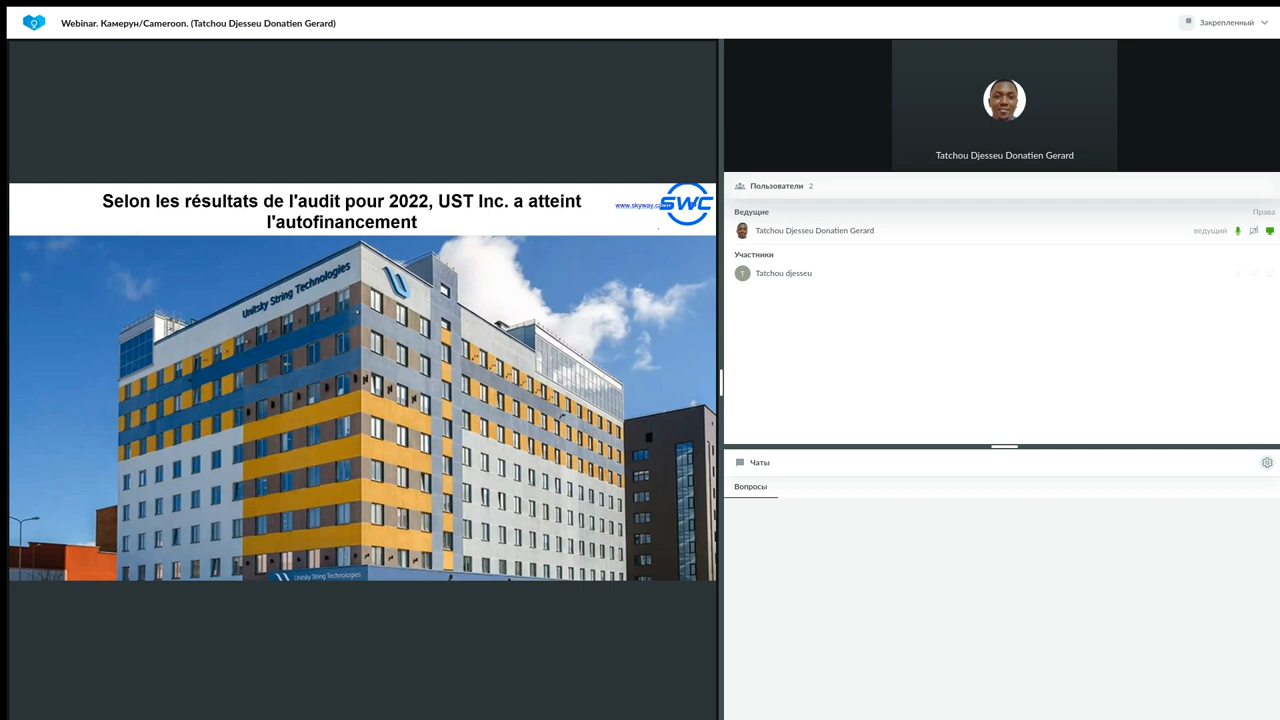 Webinar. Камерун/Cameroon. (Tatchou Djesseu Donatien Gerard)
Закрепленный
Selon les résultats de l'audit pour 2022, UST Inc. a atteint
l'autofinancement
SWC
Unitsky String Technologies
Unitsky String Technologies
Tatchou Djesseu Donatien Gerard
Пользователи 2
Ведущие Права
Tatchou Djesseu Donatien Gerard ведущий
Участники
T Tatchou djesseu
Чаты
Вопросы